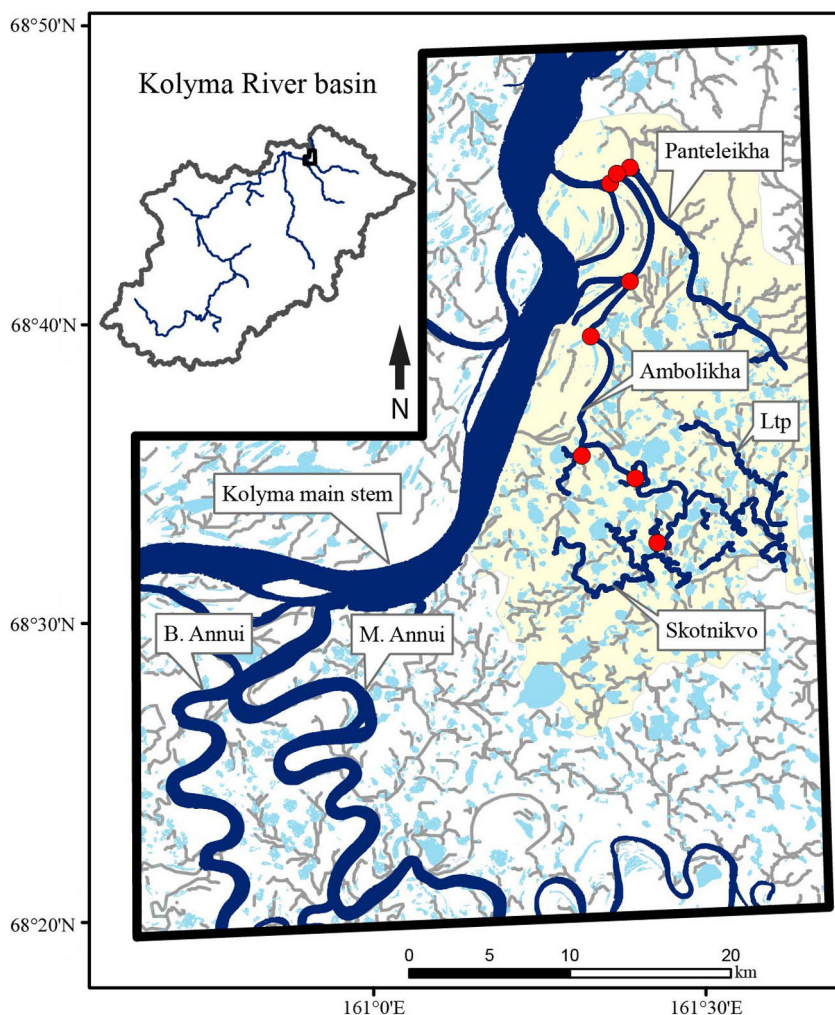 68°50'N
Kolyma River basin
Panteleikha
68°40'N
Ambolikha
N
Ltp
Kolyma main stem
68°30'N
B. Annui
M. Annui
Skotnikvo
68°20'N
0 5 10 20
km
161°0'E
161°30'E